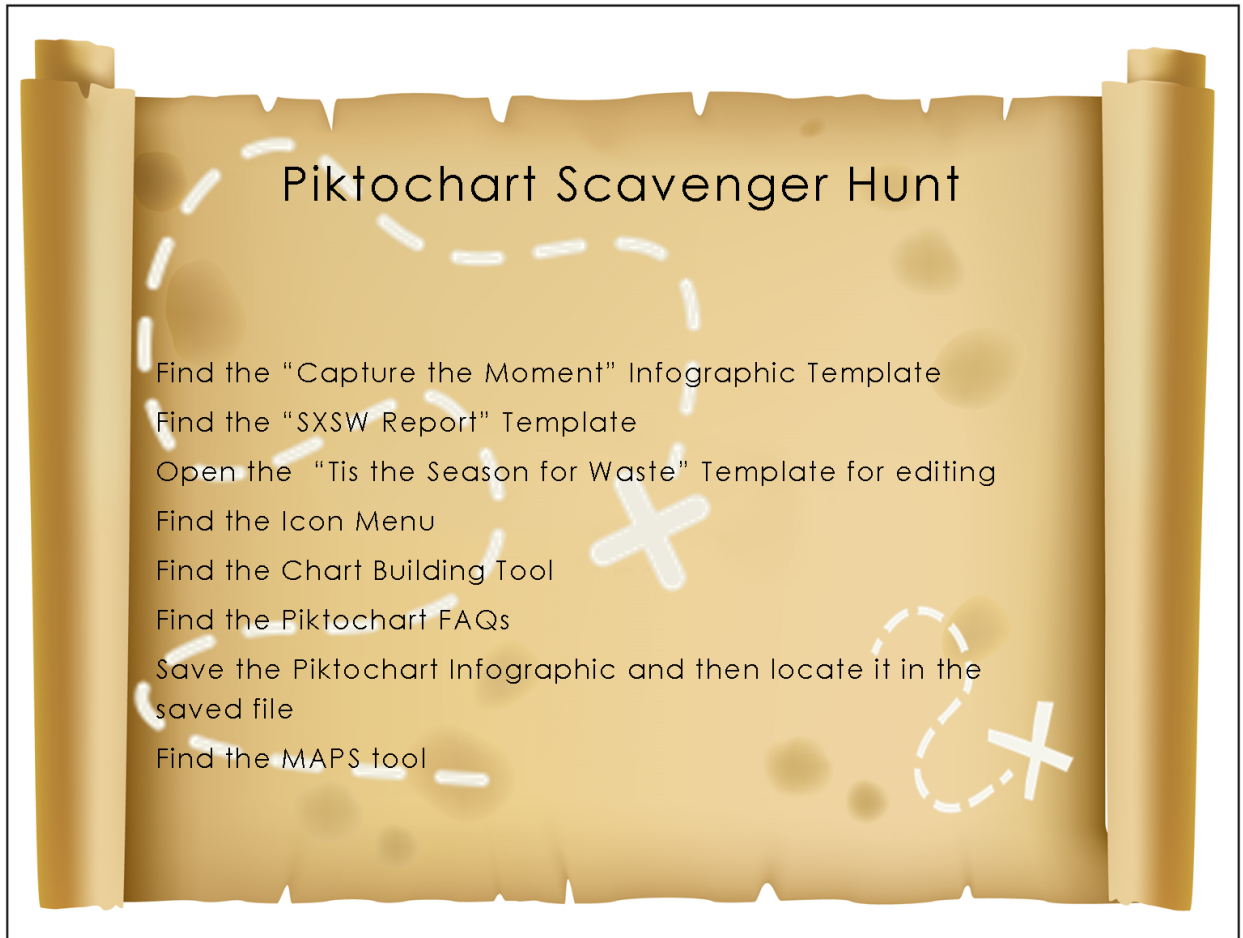 Piktochart Scavenger Hunt
Find the “Capture the Moment” Infographic Template
Find the “SXSW Report” Template
Open the  “Tis the Season for Waste” Template for editing
Find the Icon Menu
Find the Chart Building Tool
Find the Piktochart FAQs
Save the Piktochart Infographic and then locate it in the
saved file
Find the MAPS tool